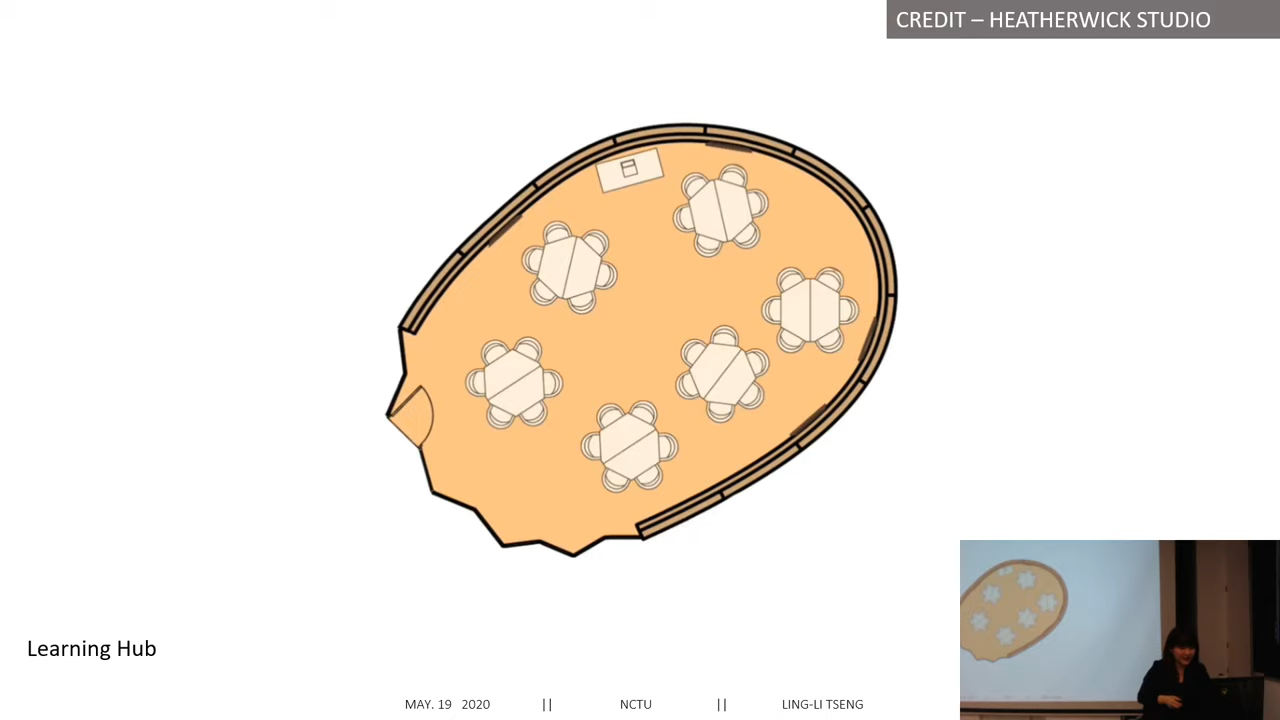 CREDIT – HEATHERWICK STUDIO
Learning Hub
MAY. 19 2020 || NCTU || LING-LI TSENG